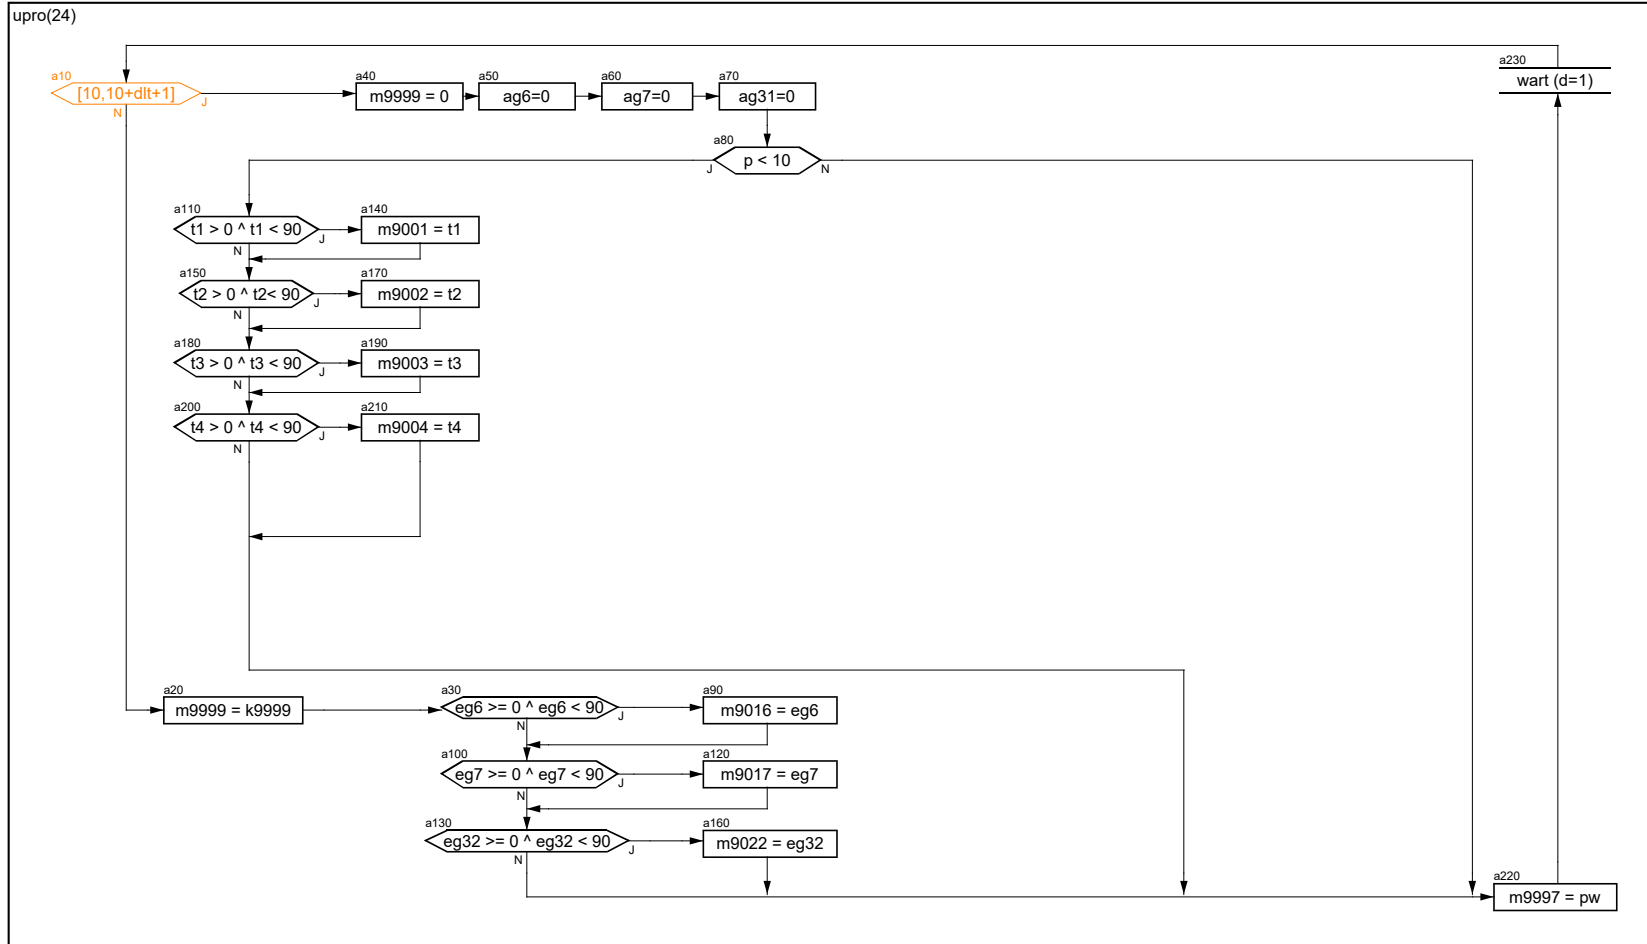 upro(24)
a10
[10,10+dlt+1]
J
N
a40
m9999 = 0
a50
ag6=0
a60
ag7=0
a70
ag31=0
a230
wart (d=1)
a80
p < 10
J
N
a110
t1 > 0 ^ t1 < 90
J
N
a140
m9001 = t1
a150
t2 > 0 ^ t2< 90
J
N
a170
m9002 = t2
a180
t3 > 0 ^ t3 < 90
J
N
a190
m9003 = t3
a200
t4 > 0 ^ t4 < 90
J
N
a210
m9004 = t4
a20
m9999 = k9999
a30
eg6 >= 0 ^ eg6 < 90
J
N
a90
m9016 = eg6
a100
eg7 >= 0 ^ eg7 < 90
J
N
a120
m9017 = eg7
a130
eg32 >= 0 ^ eg32 < 90
J
N
a160
m9022 = eg32
a220
m9997 = pw